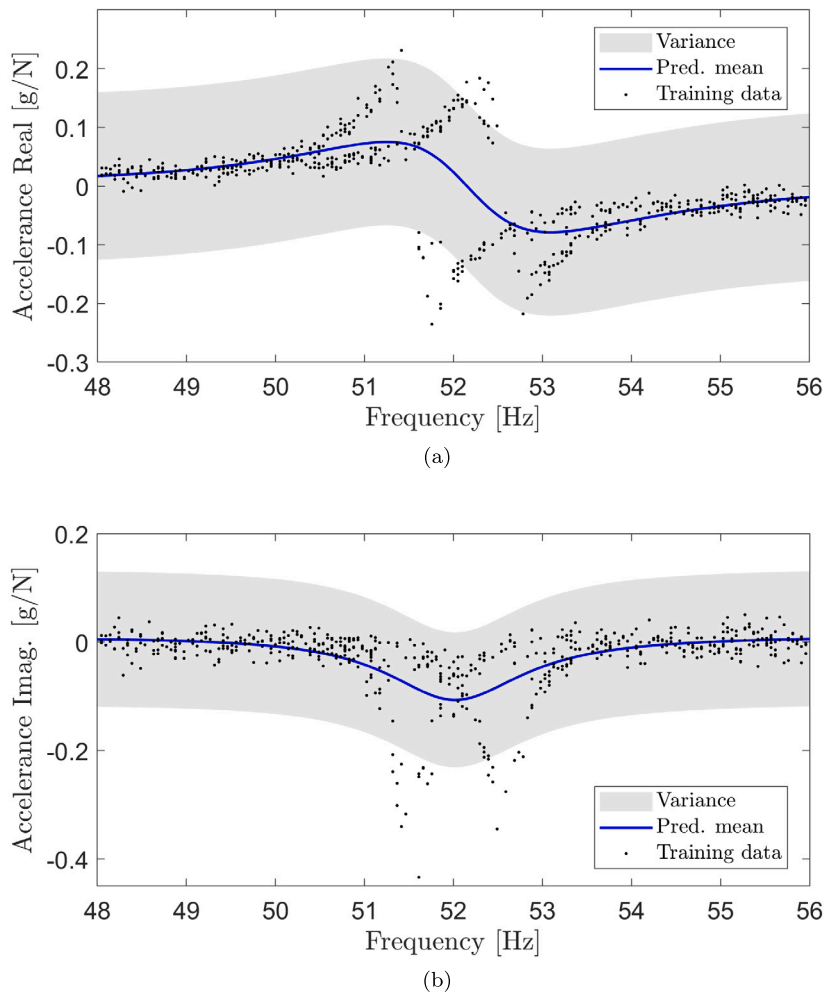 0.2
0.1
0
-0.1
-0.2
-0.3
Accelerance Real [g/N]
Variance
Pred. mean
Training data
48 49 50 51 52 53 54 55 56
Frequency [Hz]
(a)
0.2
0
-0.2
-0.4
Accelerance Imag. [g/N]
Variance
Pred. mean
Training data
48 49 50 51 52 53 54 55 56
Frequency [Hz]
(b)